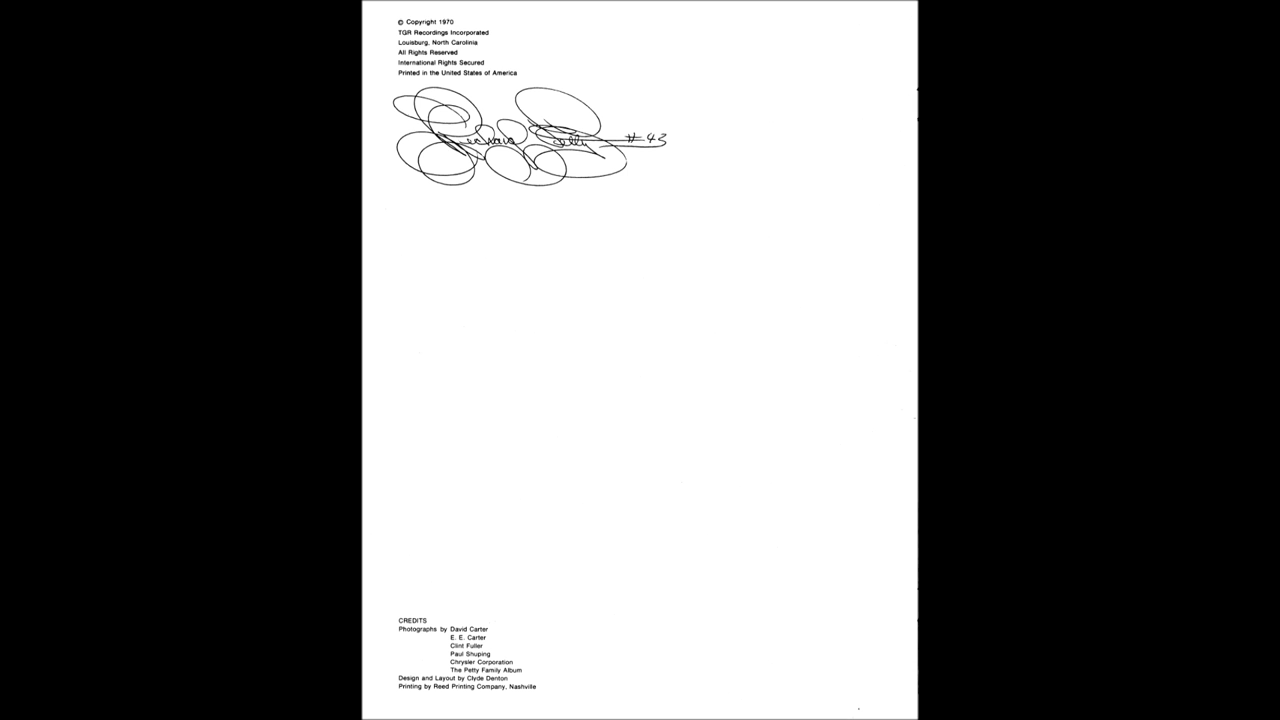 © Copyright 1970
TGR Recordings Incorporated
Louisburg, North Carolinia
All Rights Reserved
International Rights Secured
Printed in the United States of America
Richard Petty #43
CREDITS
Photographs by David Carter
E. E. Carter
Clint Fuller
Paul Shuping
Chrysler Corporation
The Petty Family Album
Design and Layout by Clyde Denton
Printing by Reed Printing Company, Nashville